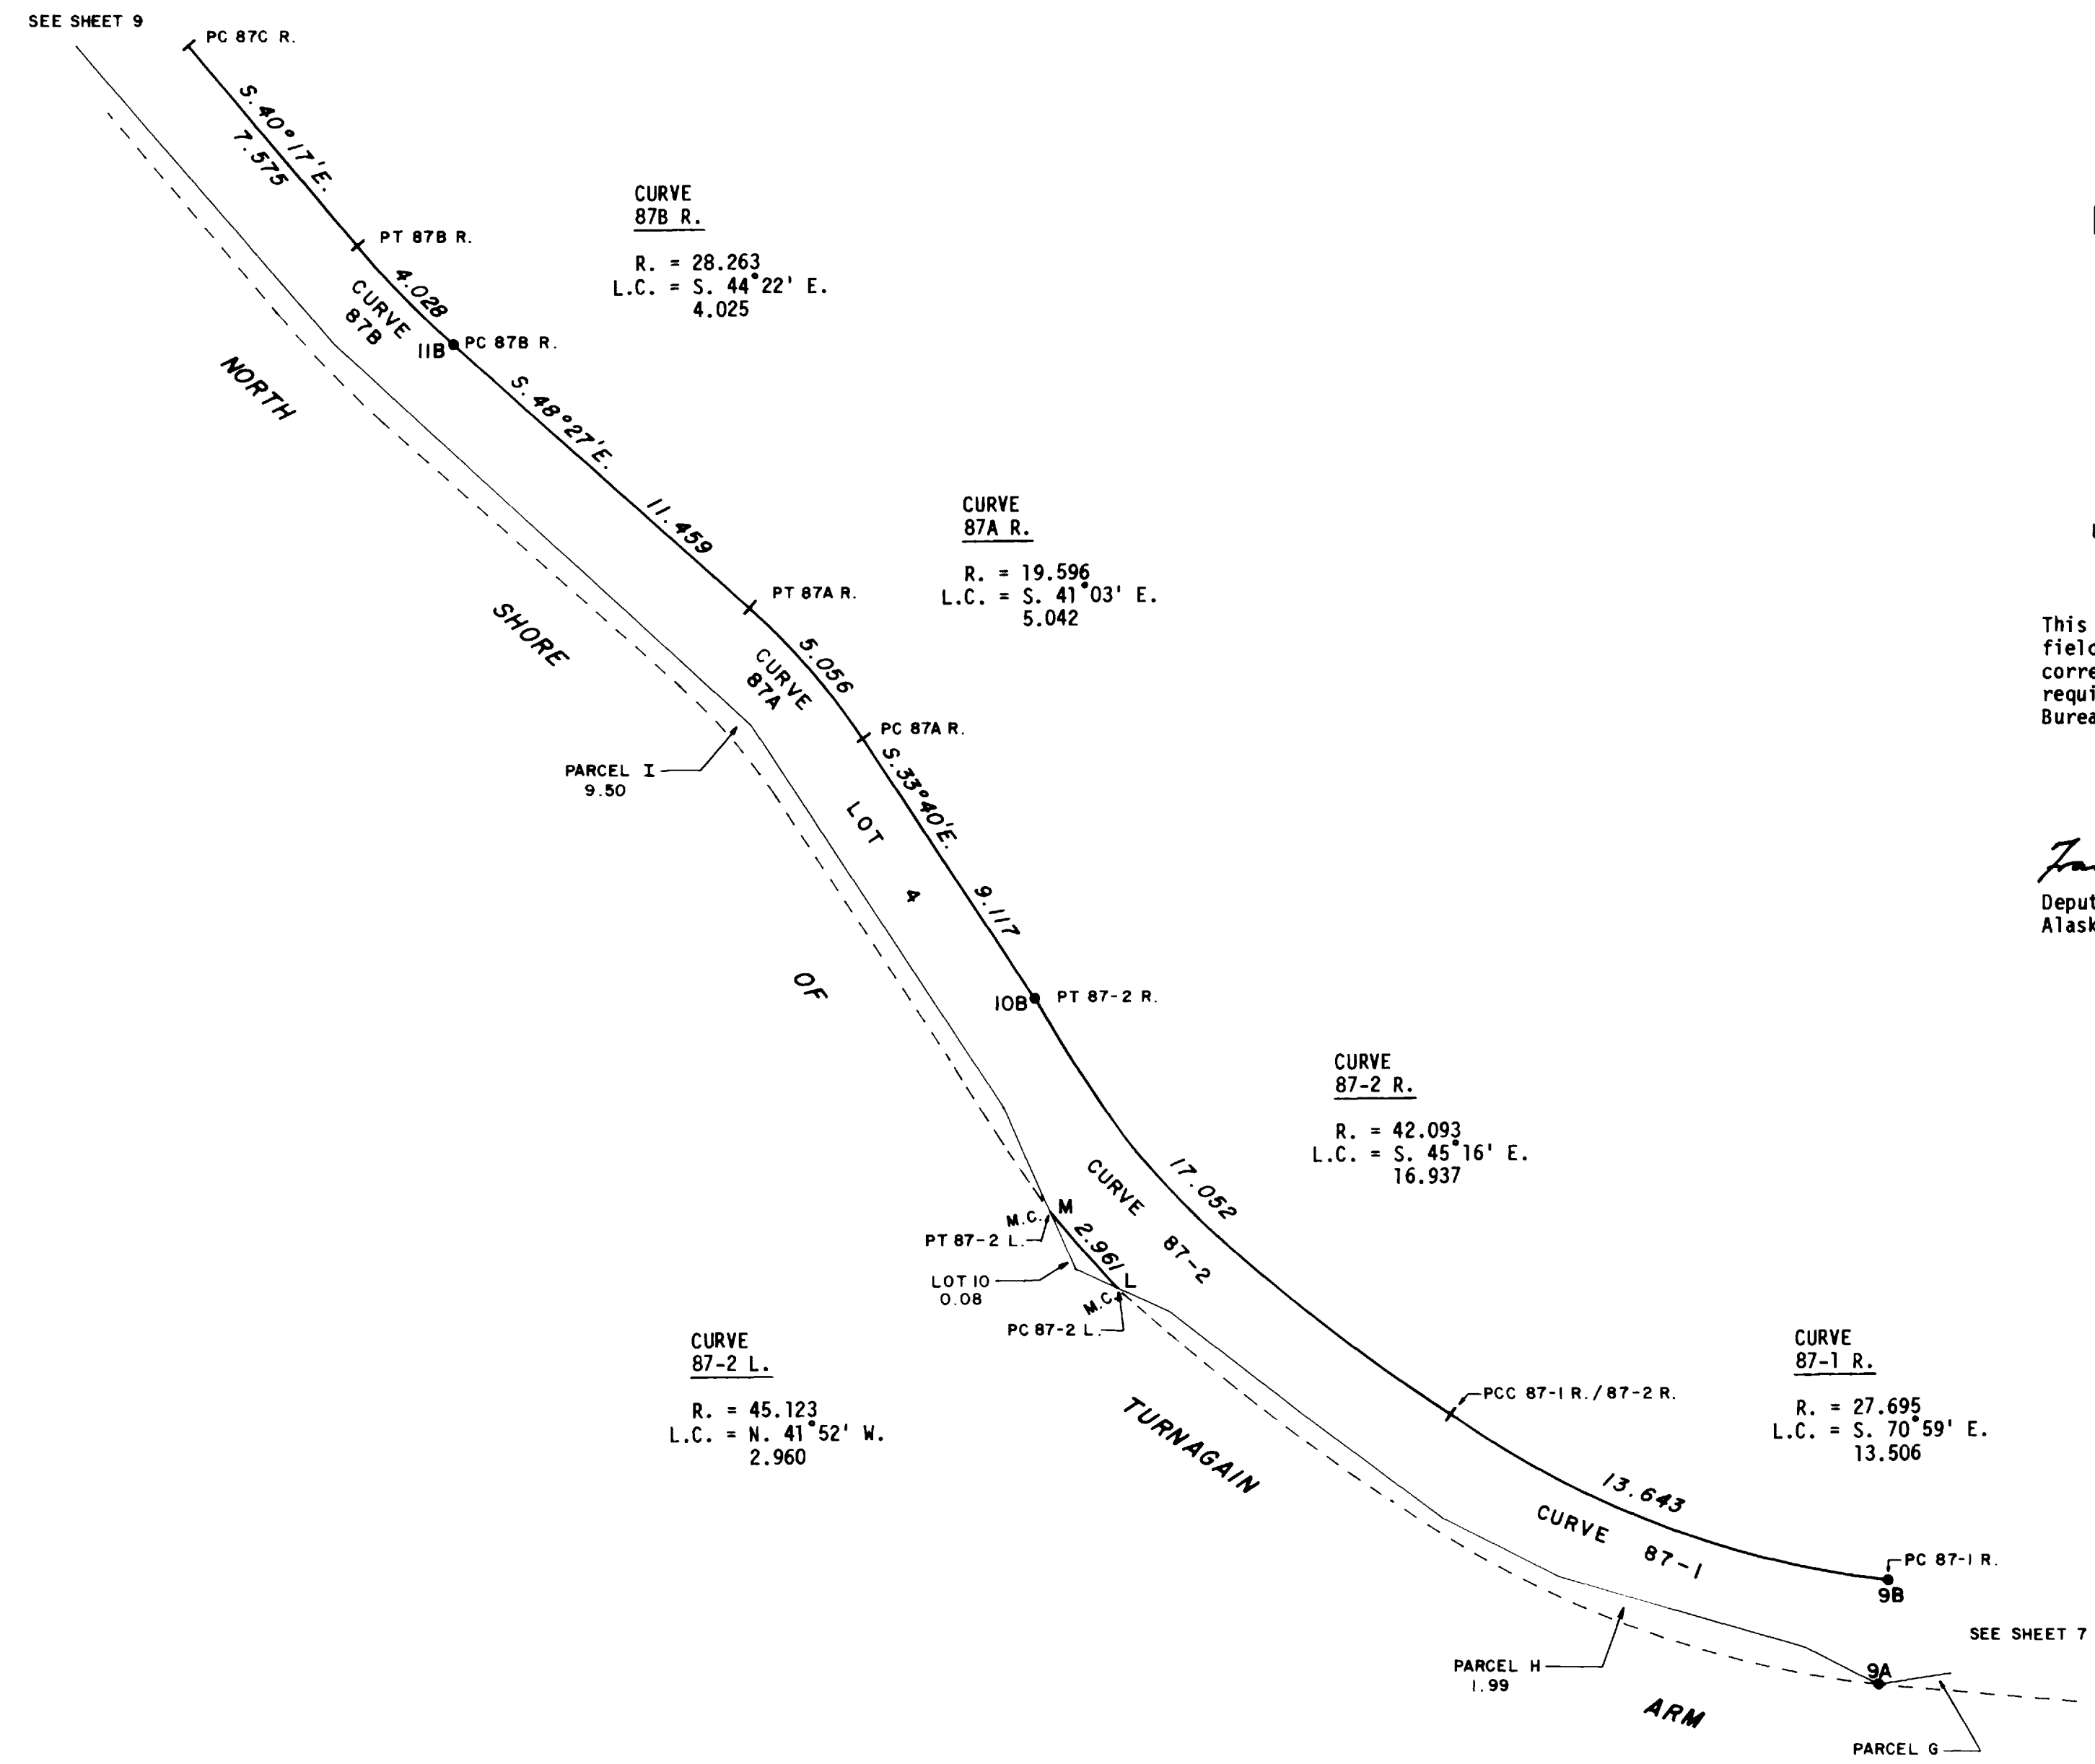 SEE SHEET 9
PC 87C R.
S. 40°17'E.
7.575
PT 87B R.
4.028
CURVE
87B
11B
PC 87B R.
CURVE
87B R.
R. = 28.263
L.C. = S. 44°22' E.
4.025
NORTH
S. 48°27'E.
11.459
CURVE
87A R.
R. = 19.596
L.C. = S. 41°03' E.
5.042
PT 87A R.
SHORE
5.056
CURVE
87A
PC 87A R.
PARCEL I
9.50
S. 33°40'E.
LOT
4
9.117
This
field
corre
requi
Burea
Deput
Alask
OF
10B
PT 87-2 R.
CURVE
87-2 R.
R. = 42.093
L.C. = S. 45°16' E.
16.937
CURVE
87-2
17.052
M.C.
M
PT 87-2 L.
2.961
L
LOT 10
0.08
M.C.
PC 87-2 L.
CURVE
87-2 L.
R. = 45.123
L.C. = N. 41°52' W.
2.960
TURNAGAIN
PCC 87-1 R./87-2 R.
CURVE
87-1 R.
R. = 27.695
L.C. = S. 70°59' E.
13.506
13.643
CURVE
87-1
PC 87-1 R.
9B
SEE SHEET 7
PARCEL H
1.99
9A
ARM
PARCEL G